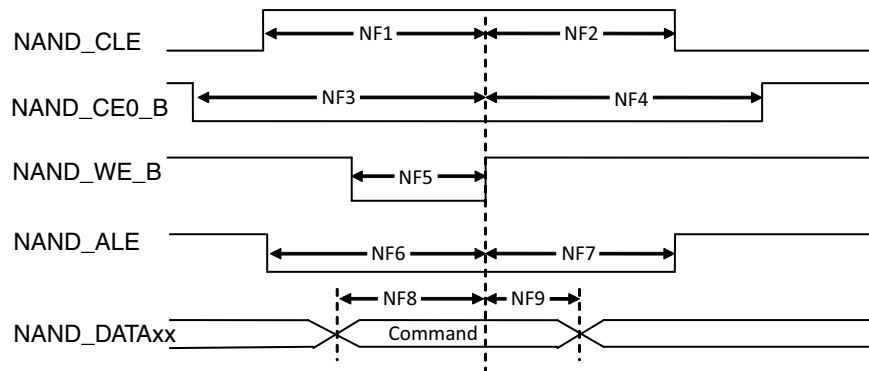 NAND_CLE NF1 NF2
NAND_CE0_B NF3 NF4
NAND_WE_B NF5
NAND_ALE NF6 NF7
NF8 NF9
NAND_DATAxx Command